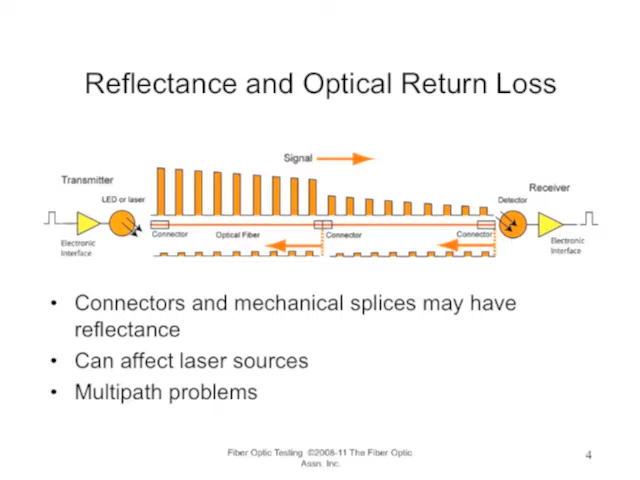 Reflectance and Optical Return Loss
Signal
Transmitter
Receiver
LED or laser
Detector
Connector
Optical Fiber
Connector
Connector
Electronic
Interface
Electronic
Interface
• Connectors and mechanical splices may have
reflectance
• Can affect laser sources
• Multipath problems
Fiber Optic Testing ©2008-11 The Fiber Optic
Assn. Inc.
4